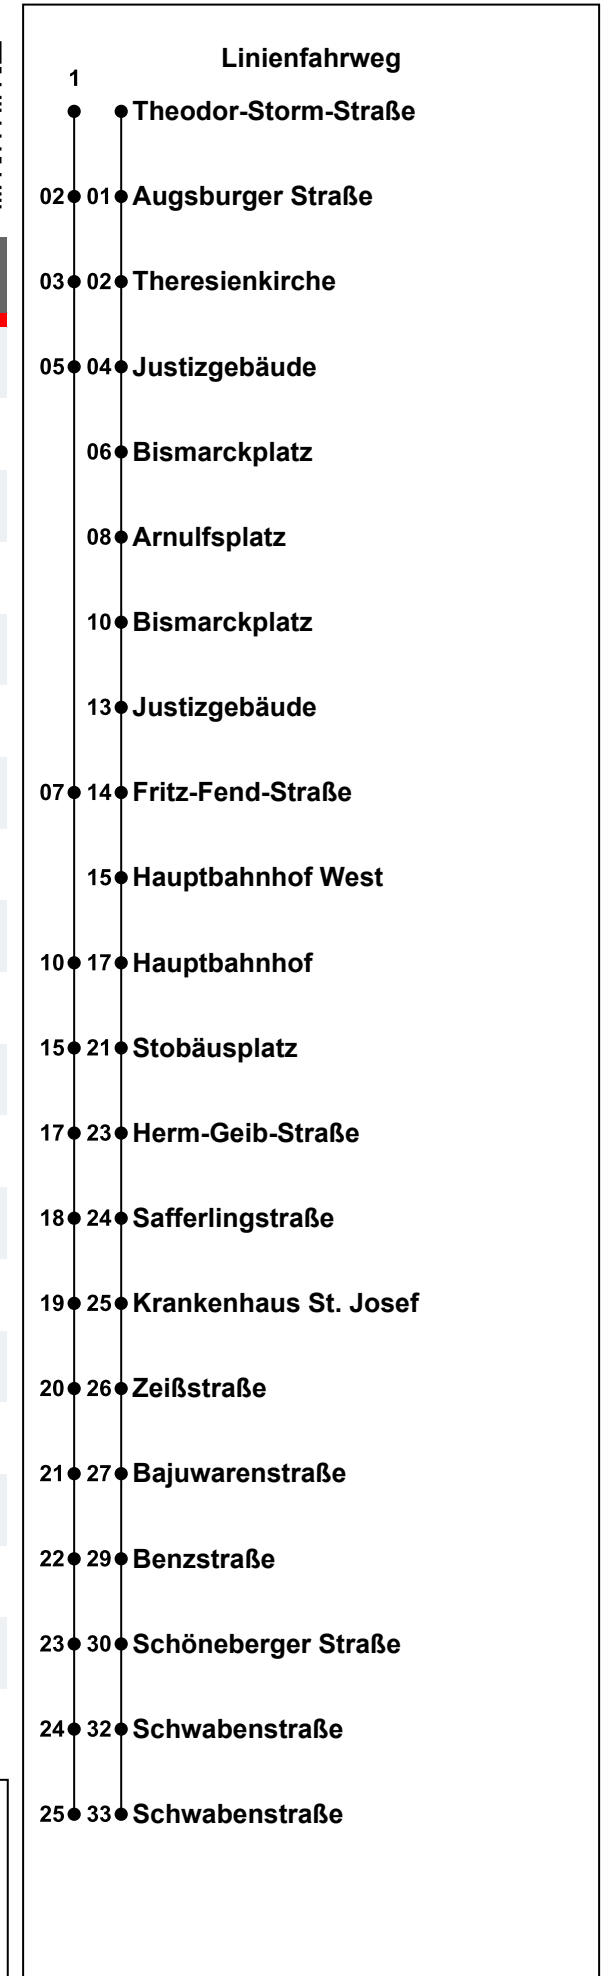 Linienfahrweg
1
Theodor-Storm-Straße
02 01 Augsburger Straße
03 02 Theresienkirche
05 04 Justizgebäude
06 Bismarckplatz
08 Arnulfsplatz
10 Bismarckplatz
13 Justizgebäude
07 14 Fritz-Fend-Straße
15 Hauptbahnhof West
10 17 Hauptbahnhof
15 21 Stobäusplatz
17 23 Herm-Geib-Straße
18 24 Safferlingstraße
19 25 Krankenhaus St. Josef
20 26 Zeißstraße
21 27 Bajuwarenstraße
22 29 Benzstraße
23 30 Schöneberger Straße
24 32 Schwabenstraße
25 33 Schwabenstraße